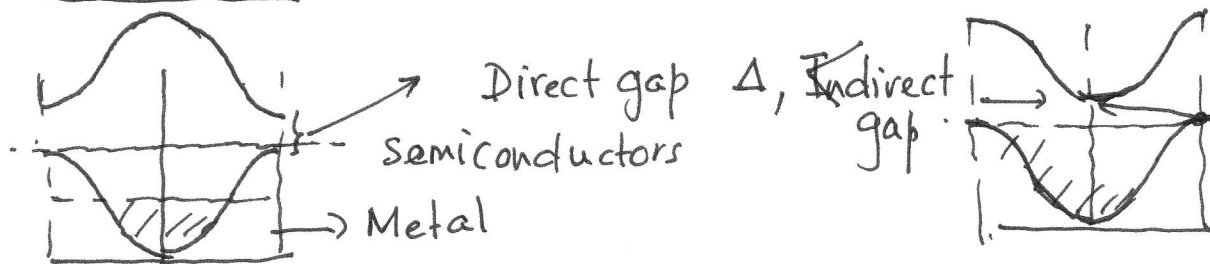 Direct gap Δ, Indirect
gap
semiconductors
Metal